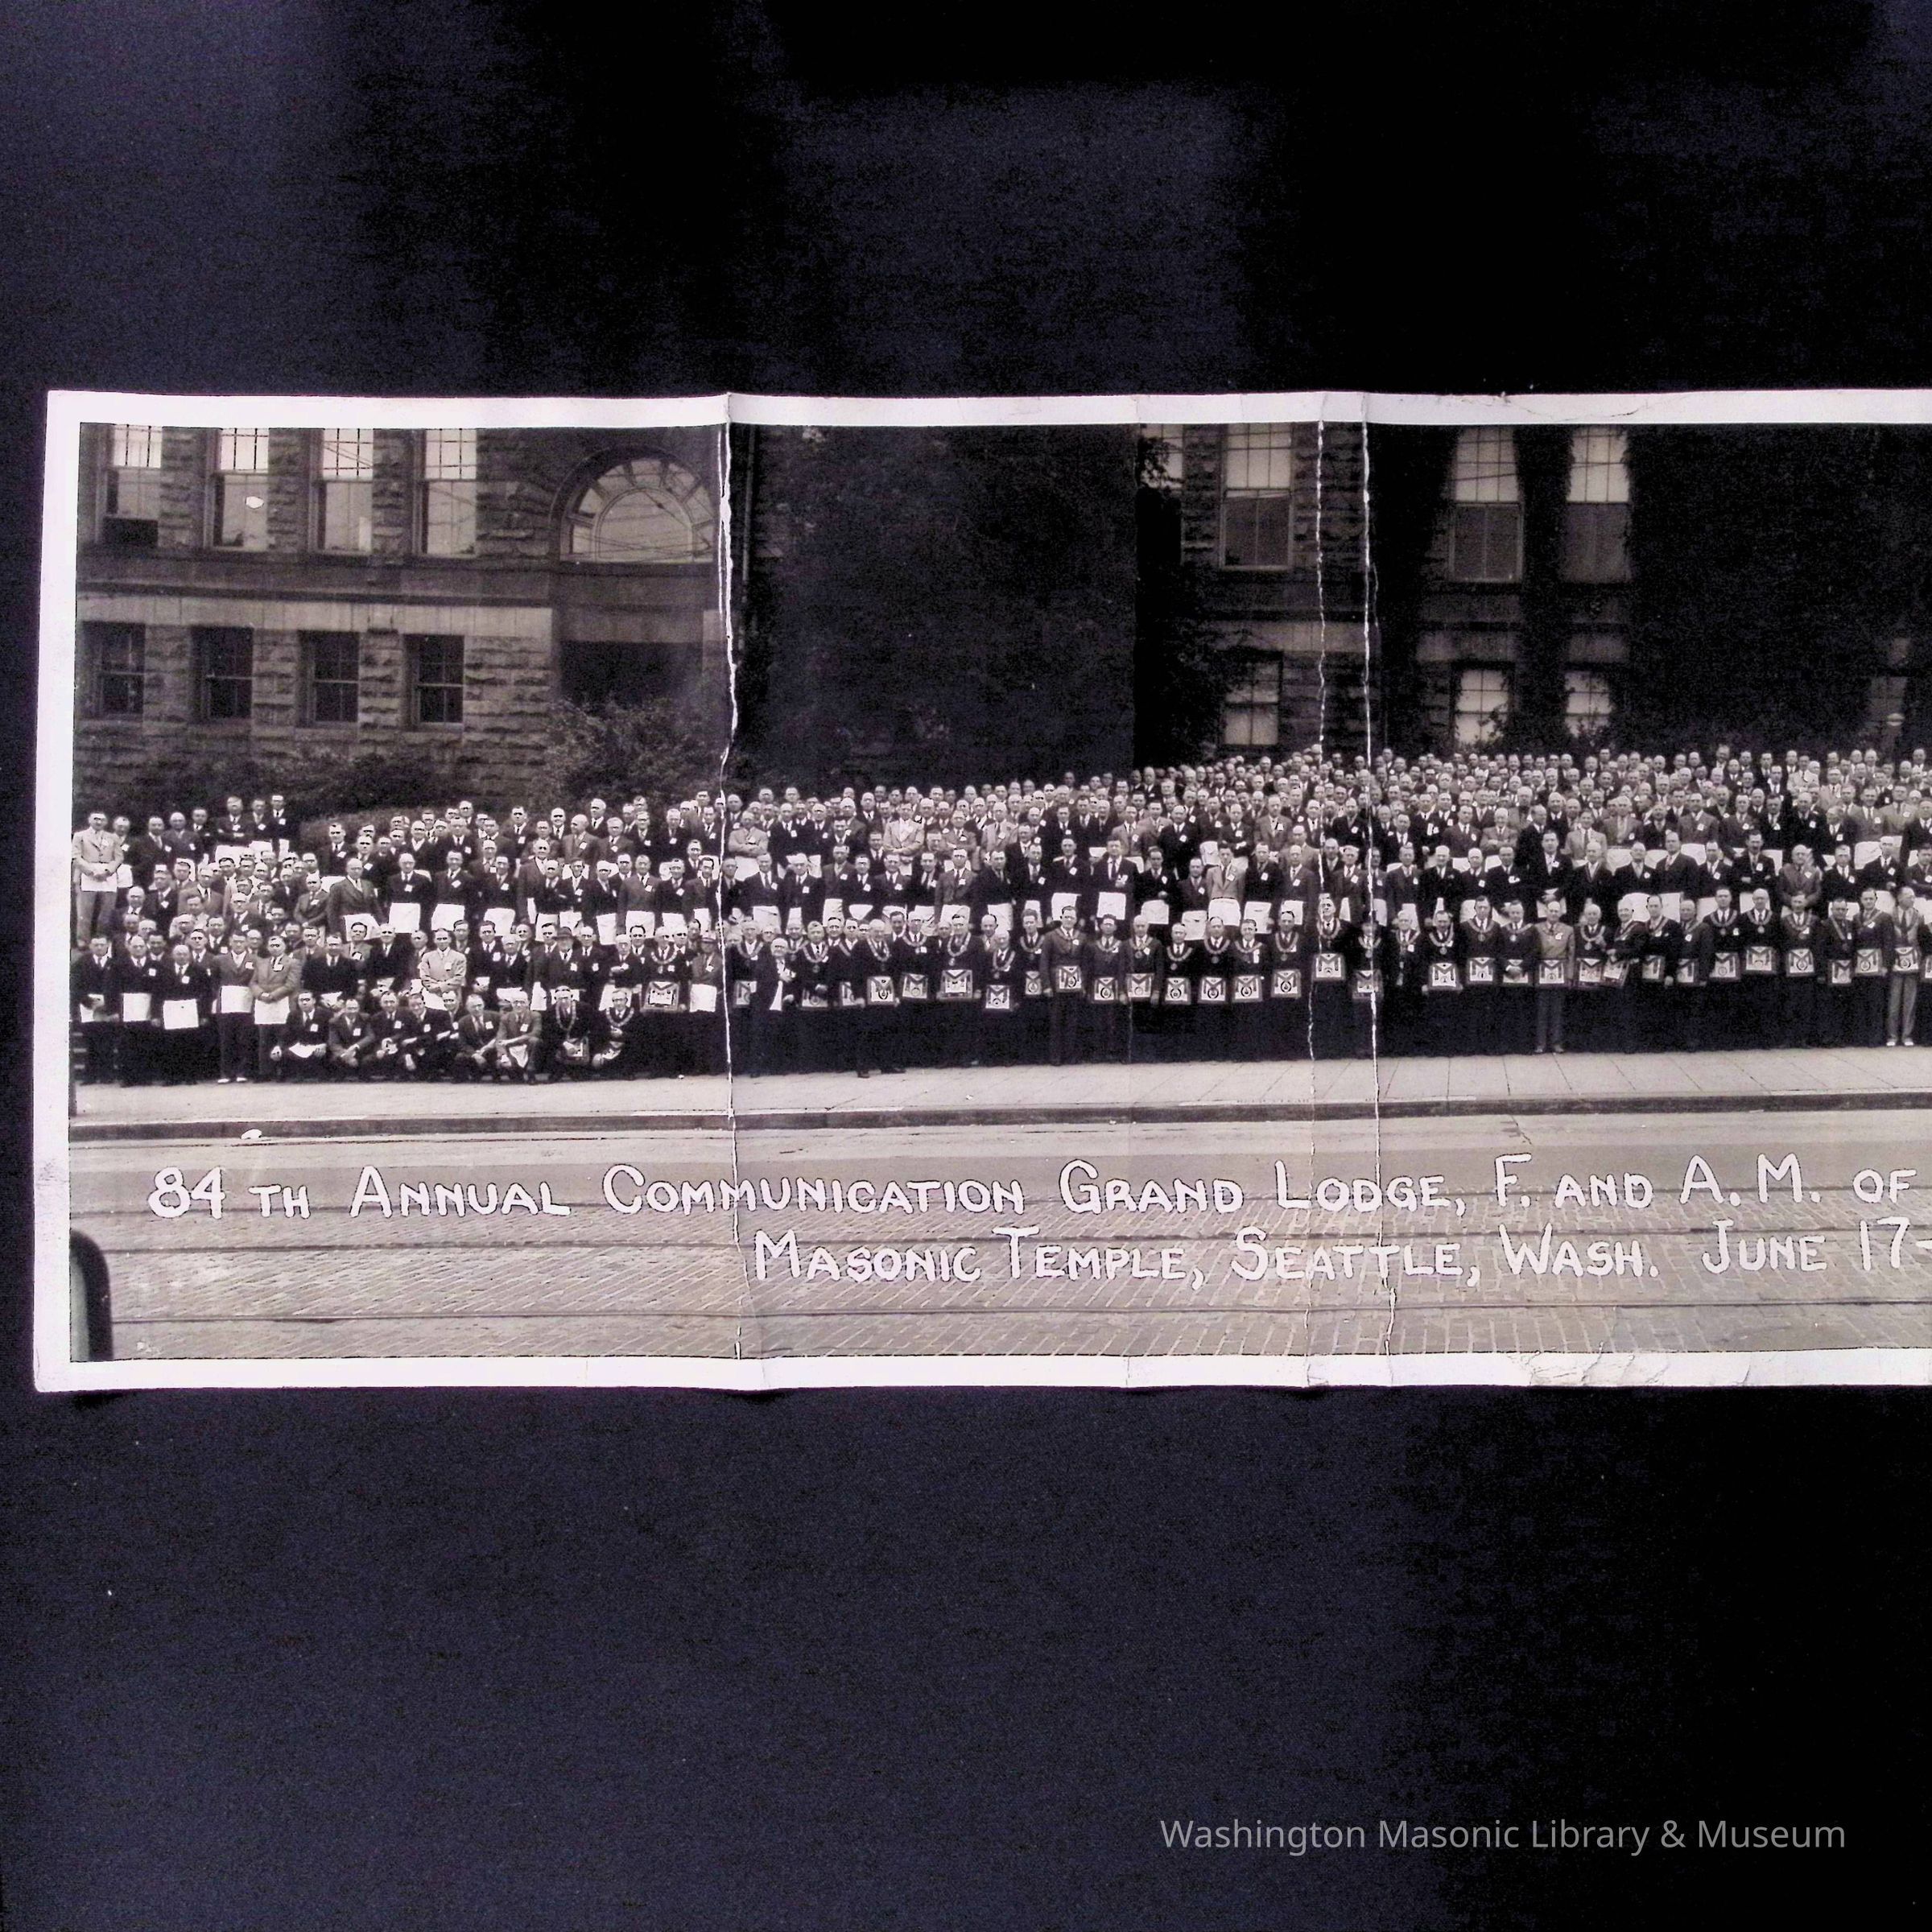 84 TH ANNUAL COMMUNICATION GRAND LODGE, F. AND A. M. OF
MASONIC TEMPLE, SEATTLE, WASH. JUNE 17-
Washington Masonic Library & Museum